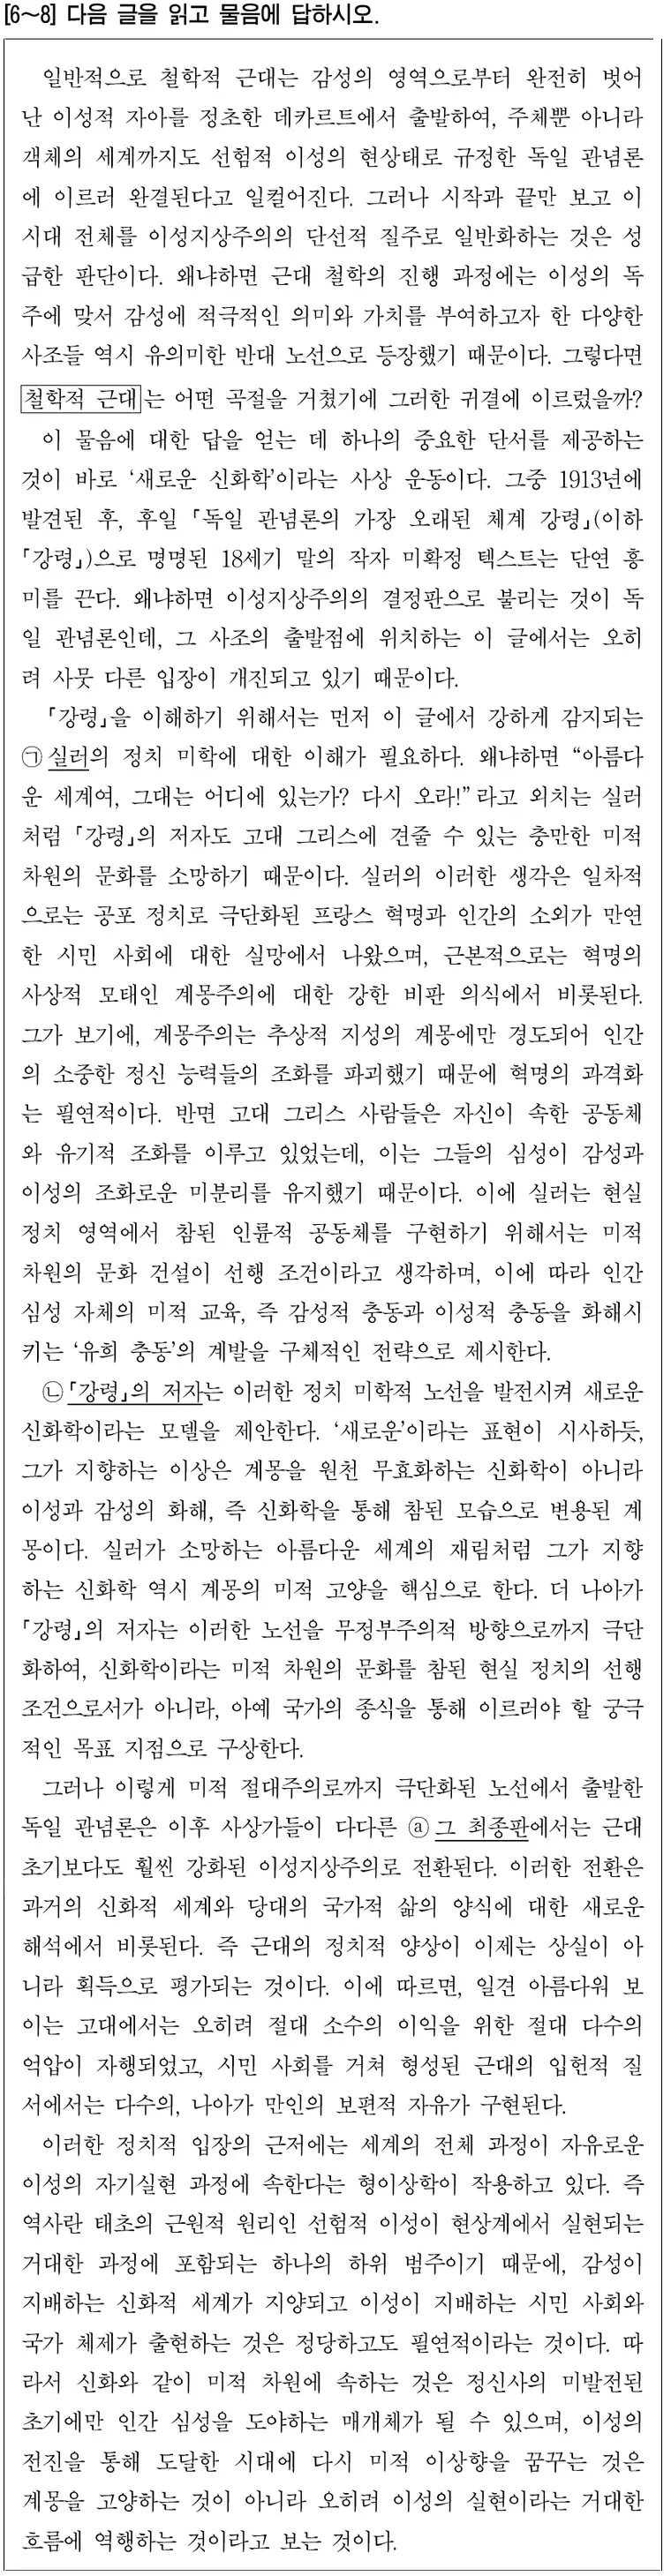 [6~8] 다음 글을 읽고 물음에 답하시오.
일반적으로 철학적 근대는 감성의 영역으로부터 완전히 벗어
난 이성적 자아를 정초한 데카르트에서 출발하여, 주체뿐 아니라
객체의 세계까지도 선험적 이성의 현상태로 규정한 독일 관념론
에 이르러 완결된다고 일컬어진다. 그러나 시작과 끝만 보고 이
시대 전체를 이성지상주의의 단선적 질주로 일반화하는 것은 성
급한 판단이다. 왜냐하면 근대 철학의 진행 과정에는 이성의 독
주에 맞서 감성에 적극적인 의미와 가치를 부여하고자 한 다양한
사조들 역시 유의미한 반대 노선으로 등장했기 때문이다. 그렇다면
철학적 근대는 어떤 곡절을 거쳤기에 그러한 귀결에 이르렀을까?
이 물음에 대한 답을 얻는 데 하나의 중요한 단서를 제공하는
것이 바로 ‘새로운 신화학’이라는 사상 운동이다. 그중 1913년에
발견된 후, 후일 「독일 관념론의 가장 오래된 체계 강령」(이하
「강령」)으로 명명된 18세기 말의 작자 미확정 텍스트는 단연 흥
미를 끈다. 왜냐하면 이성지상주의의 결정판으로 불리는 것이 독
일 관념론인데, 그 사조의 출발점에 위치하는 이 글에서는 오히
려 사뭇 다른 입장이 개진되고 있기 때문이다.
「강령」을 이해하기 위해서는 먼저 이 글에서 강하게 감지되는
㉠실러의 정치 미학에 대한 이해가 필요하다. 왜냐하면 “아름다
운 세계여, 그대는 어디에 있는가? 다시 오라!”라고 외치는 실러
처럼 「강령」의 저자도 고대 그리스에 견줄 수 있는 충만한 미적
차원의 문화를 소망하기 때문이다. 실러의 이러한 생각은 일차적
으로는 공포 정치로 극단화된 프랑스 혁명과 인간의 소외가 만연
한 시민 사회에 대한 실망에서 나왔으며, 근본적으로는 혁명의
사상적 모태인 계몽주의에 대한 강한 비판 의식에서 비롯된다.
그가 보기에, 계몽주의는 추상적 지성의 계몽에만 경도되어 인간
의 소중한 정신 능력들의 조화를 파괴했기 때문에 혁명의 과격화
는 필연적이다. 반면 고대 그리스 사람들은 자신이 속한 공동체
와 유기적 조화를 이루고 있었는데, 이는 그들의 심성이 감성과
이성의 조화로운 미분리를 유지했기 때문이다. 이에 실러는 현실
정치 영역에서 참된 인륜적 공동체를 구현하기 위해서는 미적
차원의 문화 건설이 선행 조건이라고 생각하며, 이에 따라 인간
심성 자체의 미적 교육, 즉 감성적 충동과 이성적 충동을 화해시
키는 ‘유희 충동’의 계발을 구체적인 전략으로 제시한다.
㉡「강령」의 저자는 이러한 정치 미학적 노선을 발전시켜 새로운
신화학이라는 모델을 제안한다. ‘새로운’이라는 표현이 시사하듯,
그가 지향하는 이상은 계몽을 원천 무효화하는 신화학이 아니라
이성과 감성의 화해, 즉 신화학을 통해 참된 모습으로 변용된 계
몽이다. 실러가 소망하는 아름다운 세계의 재림처럼 그가 지향
하는 신화학 역시 계몽의 미적 고양을 핵심으로 한다. 더 나아가
「강령」의 저자는 이러한 노선을 무정부주의적 방향으로까지 극단
화하여, 신화학이라는 미적 차원의 문화를 참된 현실 정치의 선행
조건으로서가 아니라, 아예 국가의 종식을 통해 이르러야 할 궁극
적인 목표 지점으로 구상한다.
그러나 이렇게 미적 절대주의로까지 극단화된 노선에서 출발한
독일 관념론은 이후 사상가들이 다다른 ⓐ그 최종판에서는 근대
초기보다도 훨씬 강화된 이성지상주의로 전환된다. 이러한 전환은
과거의 신화적 세계와 당대의 국가적 삶의 양식에 대한 새로운
해석에서 비롯된다. 즉 근대의 정치적 양상이 이제는 상실이 아
니라 획득으로 평가되는 것이다. 이에 따르면, 일견 아름다워 보
이는 고대에서는 오히려 절대 소수의 이익을 위한 절대 다수의
억압이 자행되었고, 시민 사회를 거쳐 형성된 근대의 입헌적 질
서에서는 다수의, 나아가 만인의 보편적 자유가 구현된다.
이러한 정치적 입장의 근저에는 세계의 전체 과정이 자유로운
이성의 자기실현 과정에 속한다는 형이상학이 작용하고 있다. 즉
역사란 태초의 근원적 원리인 선험적 이성이 현상계에서 실현되는
거대한 과정에 포함되는 하나의 하위 범주이기 때문에, 감성이
지배하는 신화적 세계가 지양되고 이성이 지배하는 시민 사회와
국가 체제가 출현하는 것은 정당하고도 필연적이라는 것이다. 따
라서 신화와 같이 미적 차원에 속하는 것은 정신사의 미발전된
초기에만 인간 심성을 도야하는 매개체가 될 수 있으며, 이성의
전진을 통해 도달한 시대에 다시 미적 이상향을 꿈꾸는 것은
계몽을 고양하는 것이 아니라 오히려 이성의 실현이라는 거대한
흐름에 역행하는 것이라고 보는 것이다.